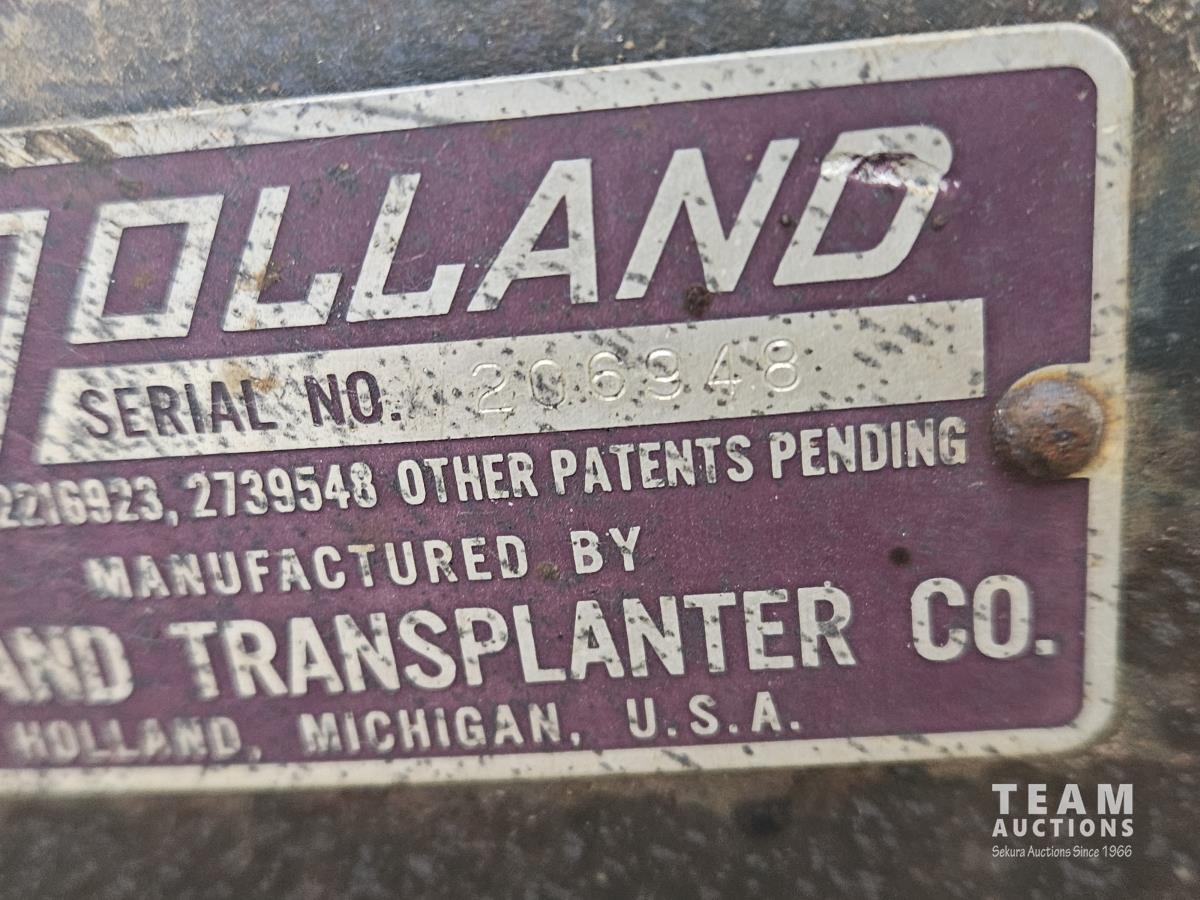 HOLLAND
SERIAL NO. 206948
2216923, 2739548 OTHER PATENTS PENDING
MANUFACTURED BY
AND TRANSPLANTER CO.
HOLLAND, MICHIGAN, U.S.A.
TEAM
AUCTIONS
Sekura Auctions Since 1966